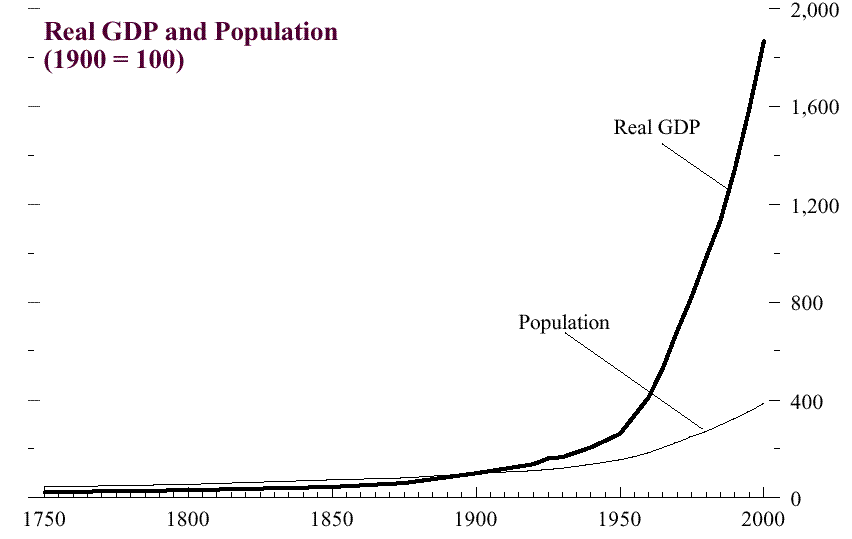 Real GDP and Population
(1900 = 100)
2,000
1,600
Real GDP
1,200
800
Population
400
0
1750 1800 1850 1900 1950 2000